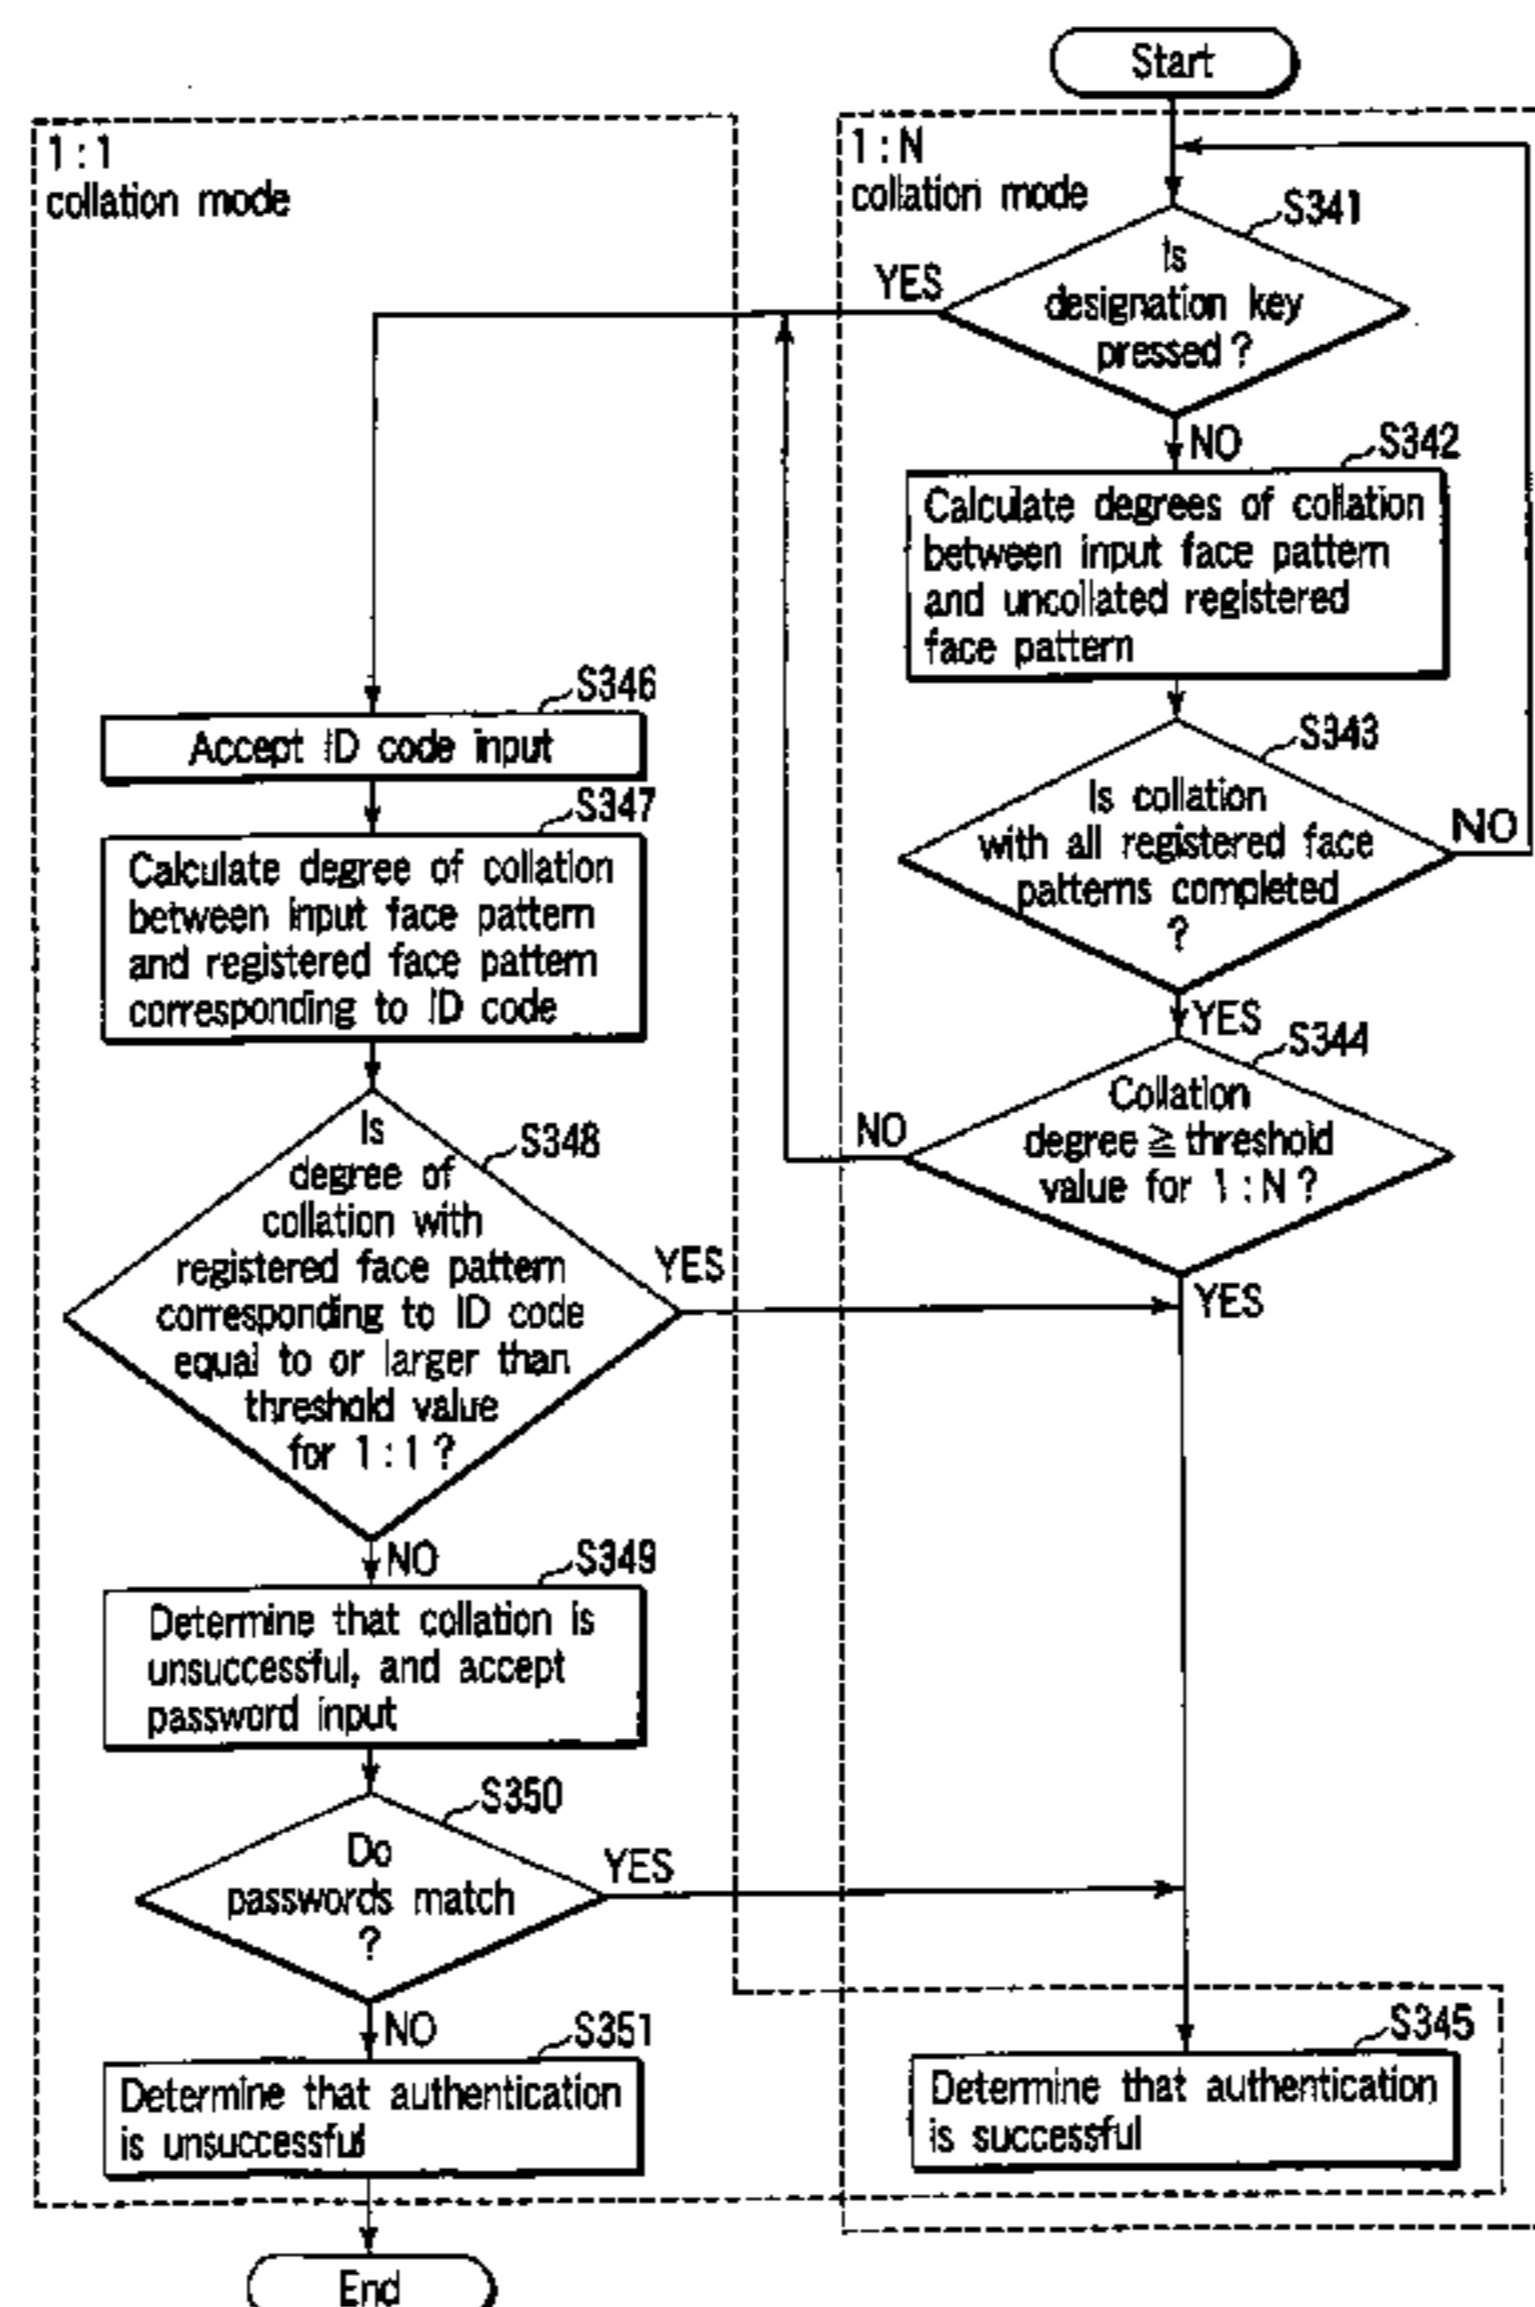 Start
1:1
collation mode
1:N
collation mode
S341
Is
designation key
pressed?
YES
NO
S342
Calculate degrees of collation
between input face pattern
and uncollated registered
face pattern
S343
Is collation
with all registered face
patterns completed
?
NO
YES
S344
Collation
degree ≧ threshold
value for 1:N?
NO
YES
S346
Accept ID code input
S347
Calculate degree of collation
between input face pattern
and registered face pattern
corresponding to ID code
S348
Is
degree of
collation with
registered face pattern
corresponding to ID code
equal to or larger than
threshold value
for 1:1?
YES
NO
S349
Determine that collation is
unsuccessful, and accept
password input
S350
Do
passwords match
?
YES
NO
S351
Determine that authentication
is unsuccessful
S345
Determine that authentication
is successful
End